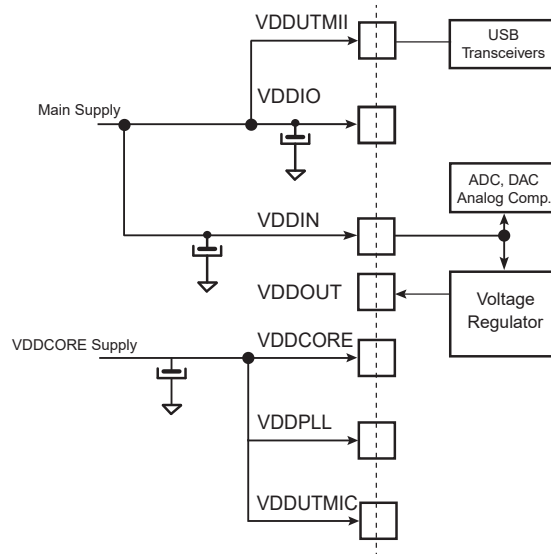 VDDUTMII
USB
Transceivers
VDDIO
Main Supply
ADC, DAC
Analog Comp.
VDDIN
VDDOUT
Voltage
Regulator
VDDCORE
VDDCORE Supply
VDDPLL
VDDUTMIC